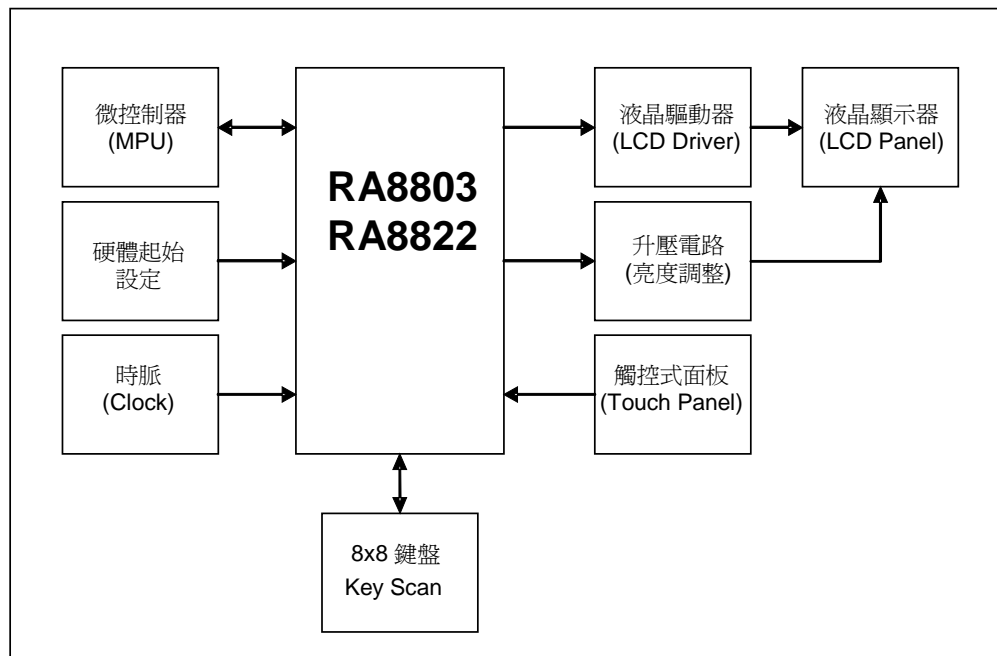 微控制器
(MPU)
硬體起始
設定
時脈
(Clock)
RA8803
RA8822
液晶驅動器
(LCD Driver)
液晶顯示器
(LCD Panel)
升壓電路
(亮度調整)
觸控式面板
(Touch Panel)
8x8 鍵盤
Key Scan